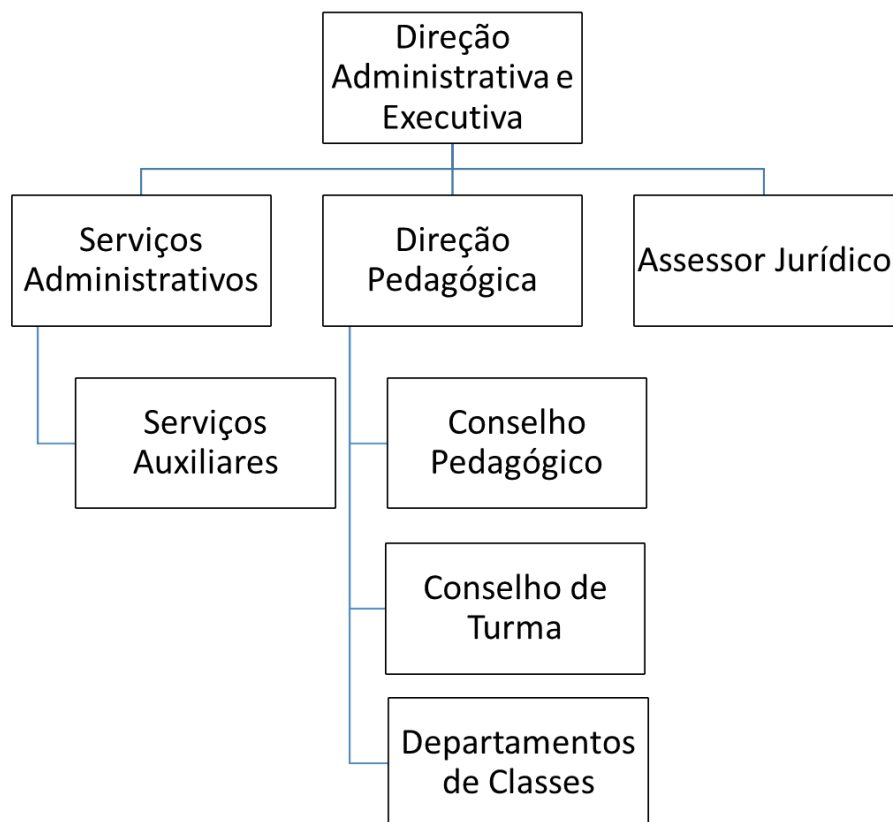 Direção
Administrativa e
Executiva
Serviços
Administrativos
Direção
Pedagógica
Assessor Jurídico
Serviços
Auxiliares
Conselho
Pedagógico
Conselho de
Turma
Departamentos
de Classes